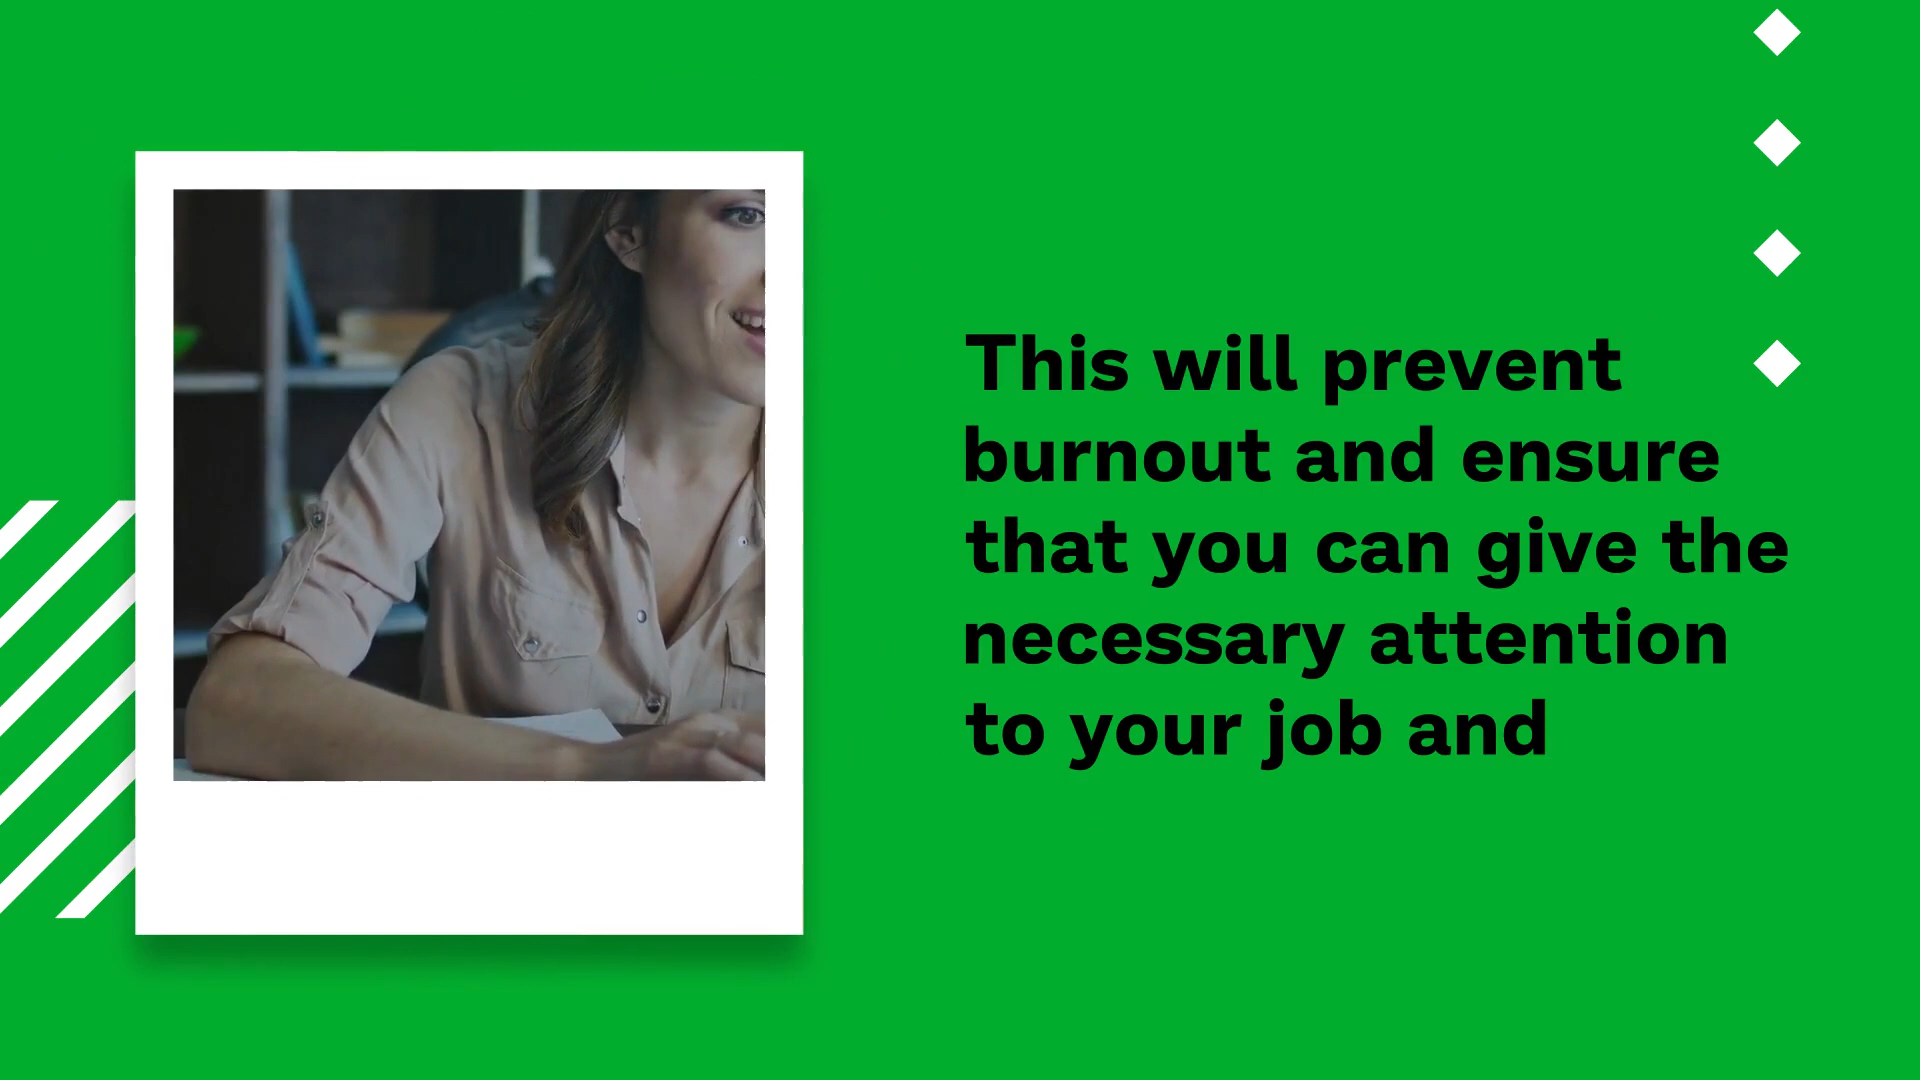 This will prevent
burnout and ensure
that you can give the
necessary attention
to your job and